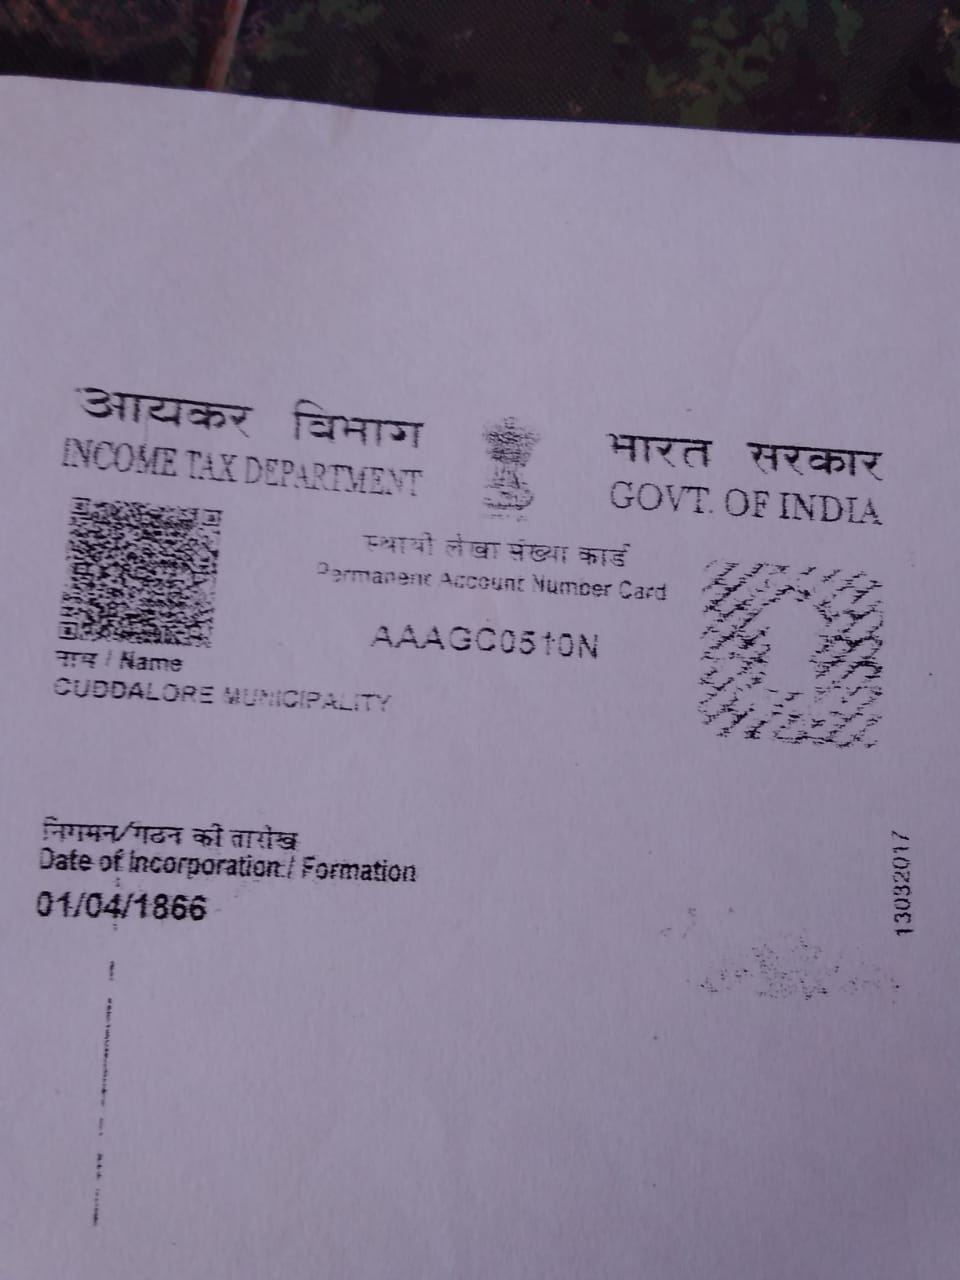 आयकर विभाग
INCOME TAX DEPARTMENT
भारत सरकार
GOVT. OF INDIA
स्थायी लेखा संख्या कार्ड
Permanent Account Number Card
AAAGC0510N
नाम / Name
CUDDALORE MUNICIPALITY
निगमन/गठन की तारीख
Date of Incorporation / Formation
01/04/1866
13032017